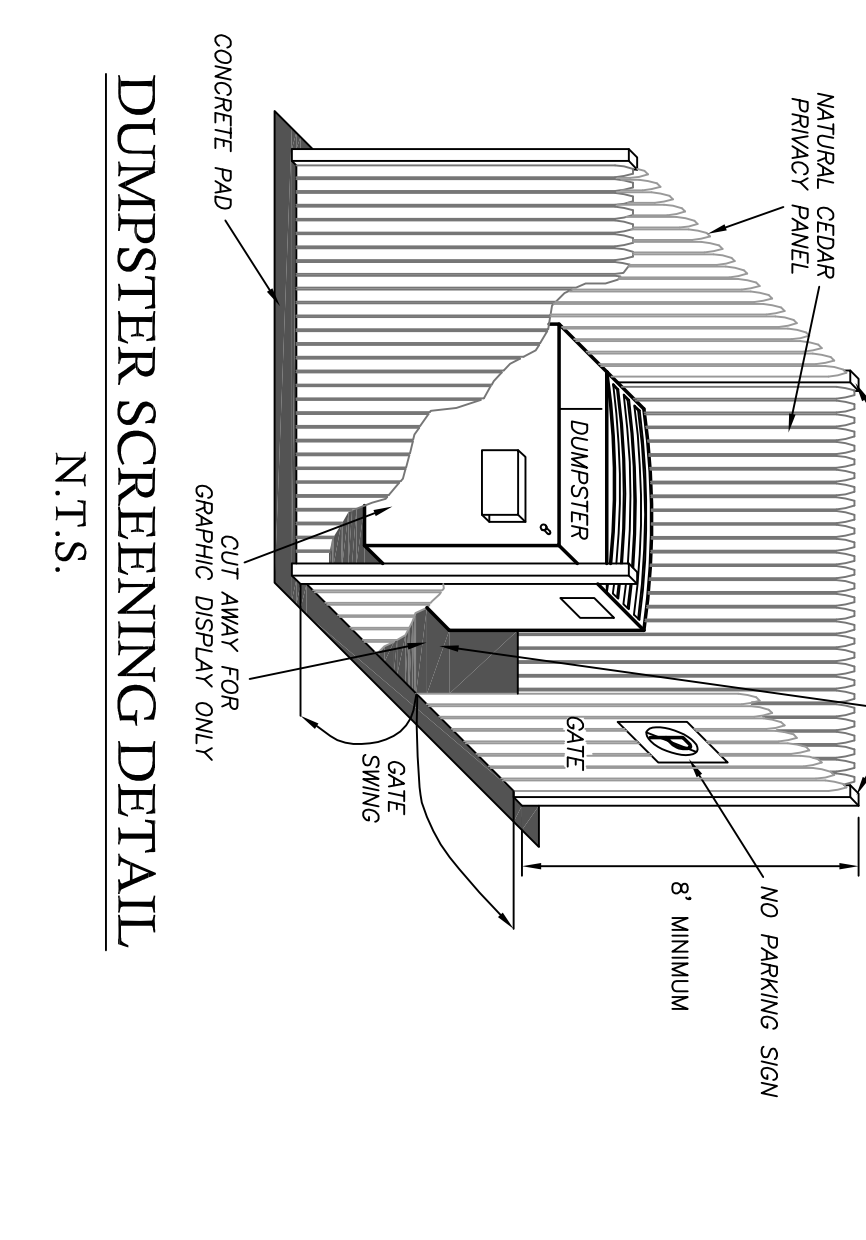 NATURAL CEDAR
PRIVACY PANEL
NO PARKING SIGN
8' MINIMUM
DUMPSTER
GATE
GATE
SWING
CUT AWAY FOR
GRAPHIC DISPLAY ONLY
CONCRETE PAD
DUMPSTER SCREENING DETAIL
N.T.S.